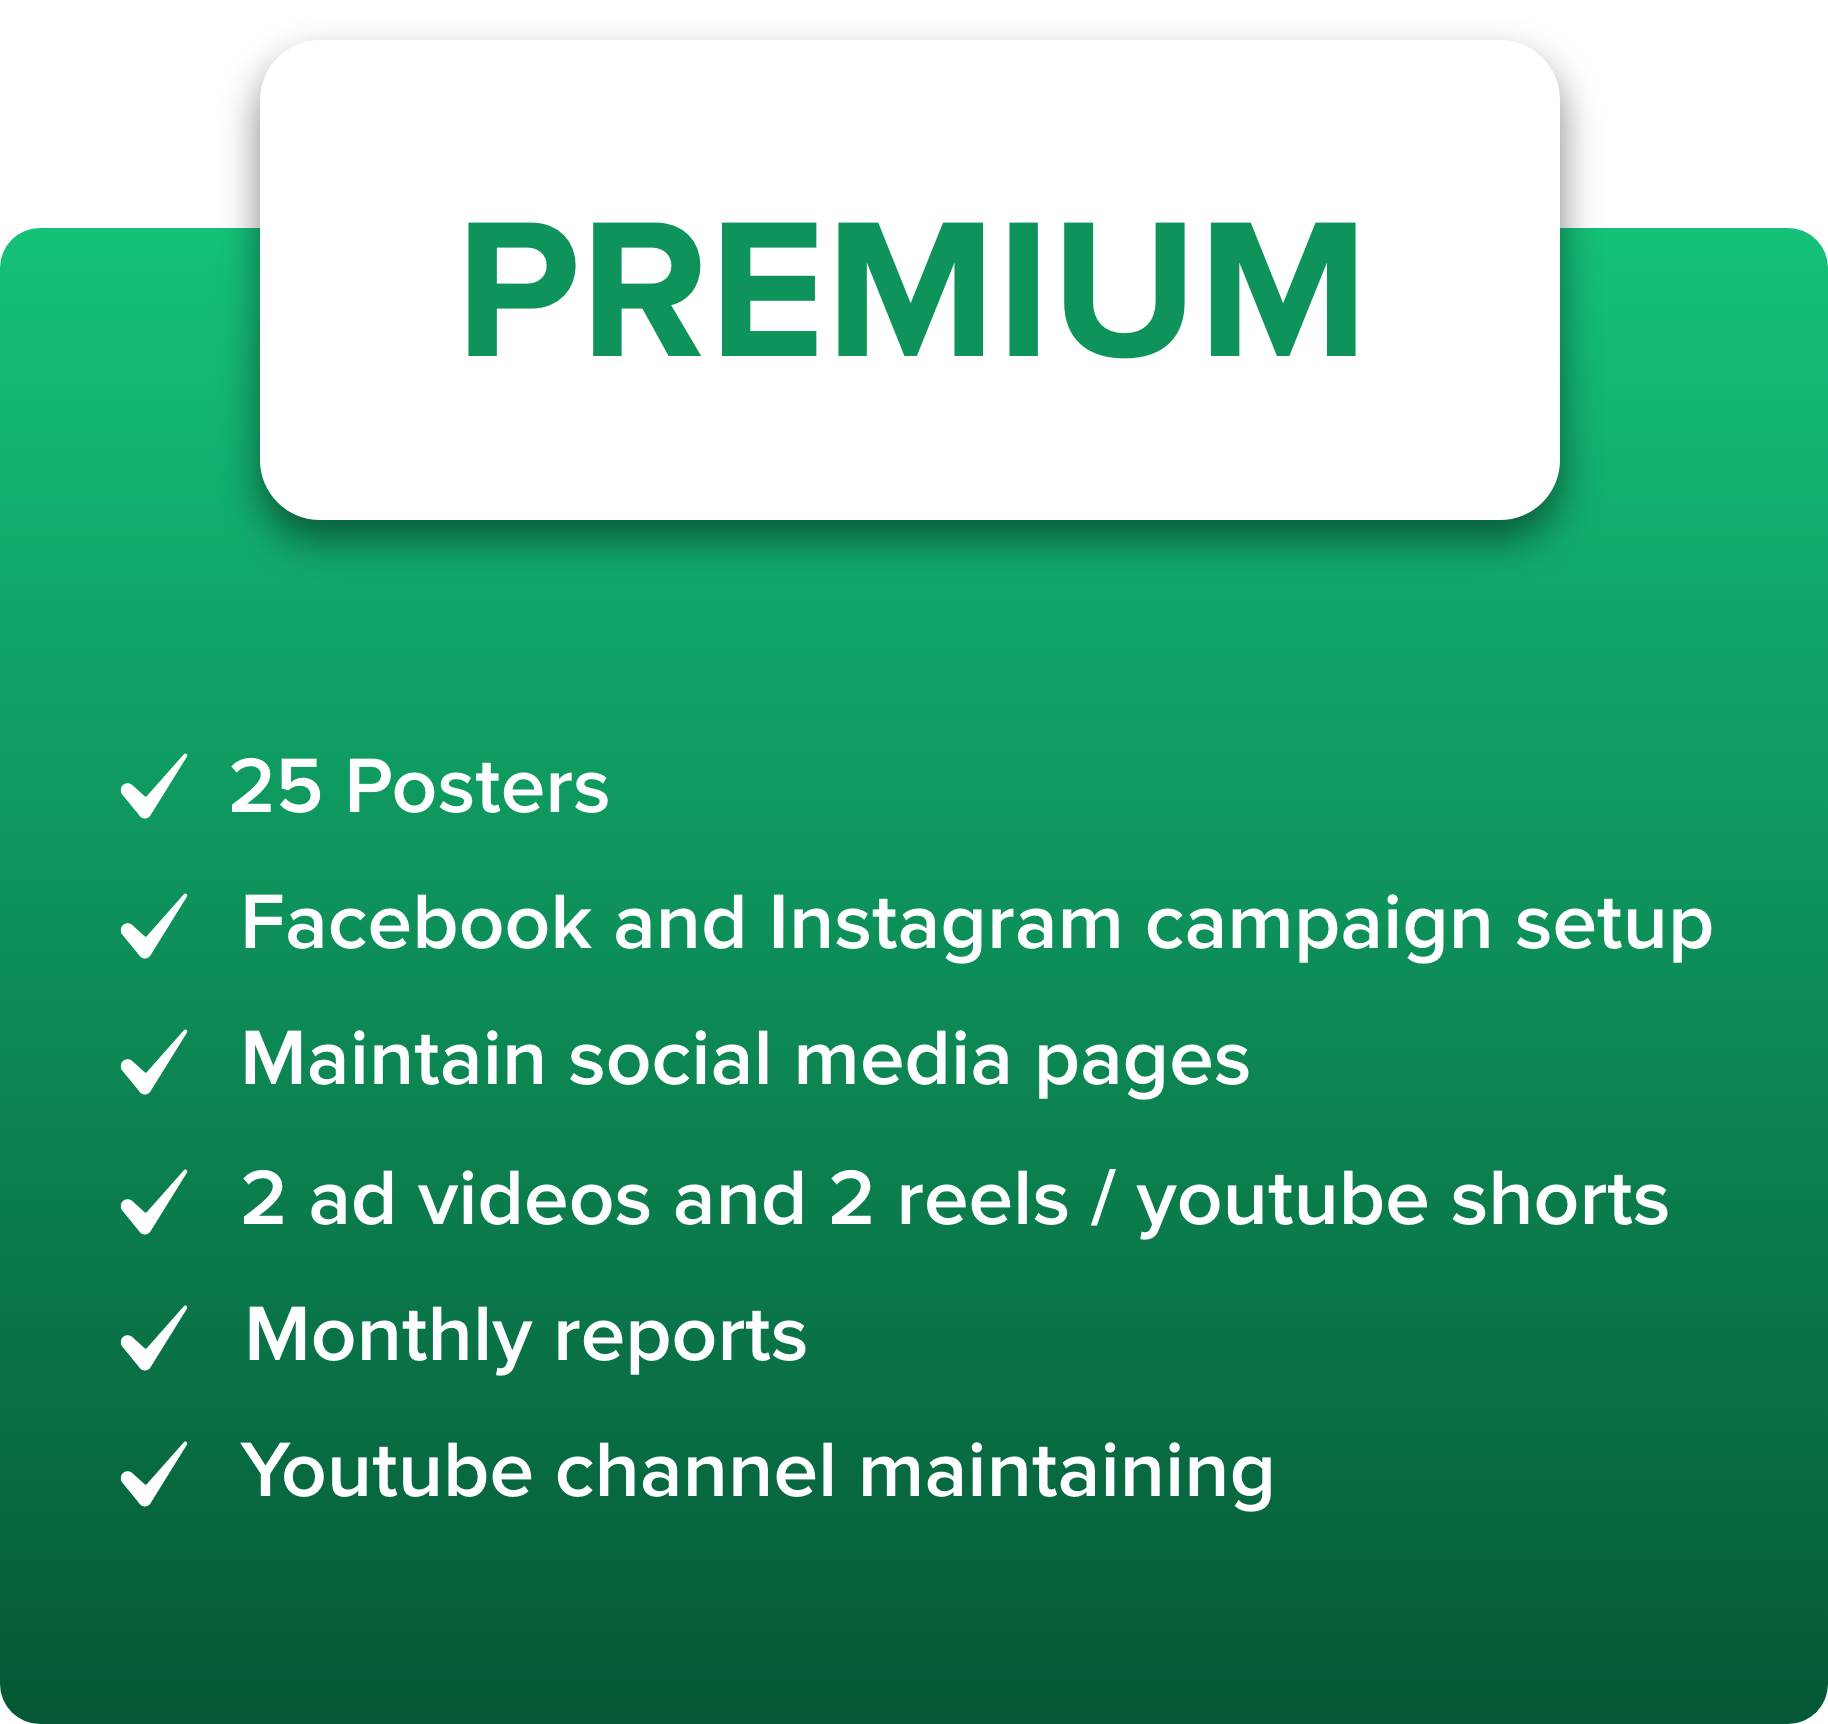 PREMIUM
25 Posters
Facebook and Instagram campaign setup
Maintain social media pages
2 ad videos and 2 reels / youtube shorts
Monthly reports
Youtube channel maintaining